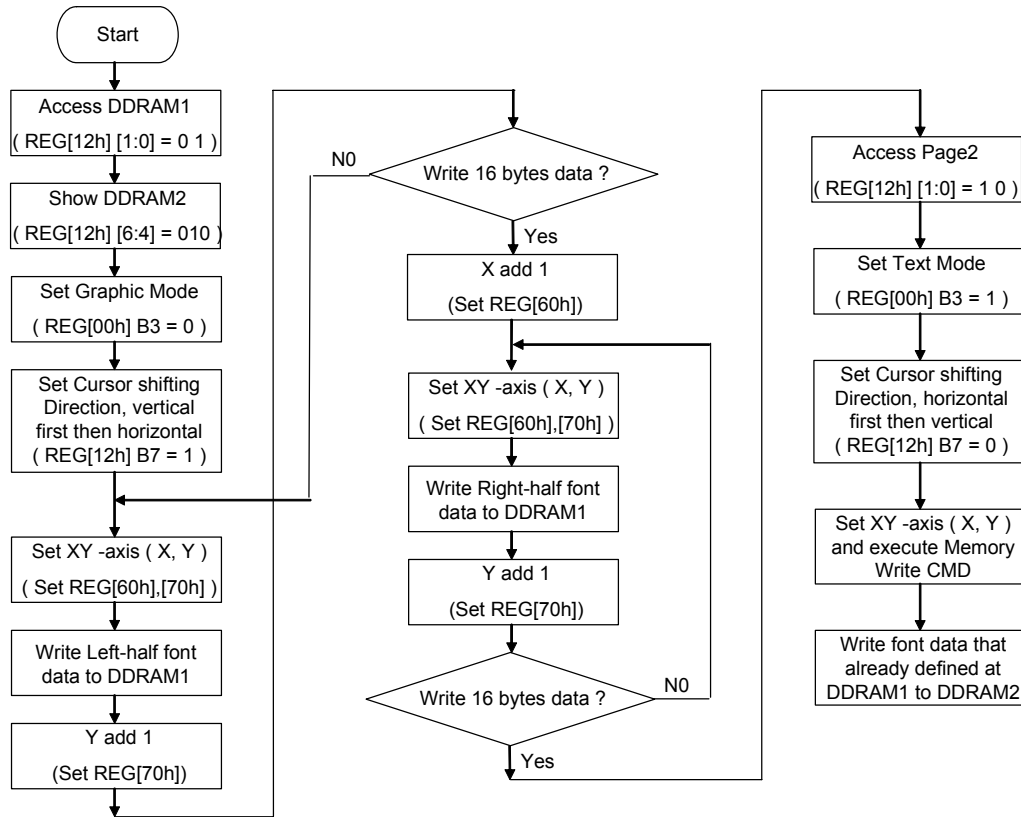 Start
Access DDRAM1
( REG[12h] [1:0] = 0 1 )
Show DDRAM2
( REG[12h] [6:4] = 010 )
Set Graphic Mode
( REG[00h] B3 = 0 )
Set Cursor shifting
Direction, vertical
first then horizontal
( REG[12h] B7 = 1 )
Set XY -axis ( X, Y )
( Set REG[60h],[70h] )
Write Left-half font
data to DDRAM1
Y add 1
(Set REG[70h])
Write 16 bytes data ?
N0
Yes
X add 1
(Set REG[60h])
Set XY -axis ( X, Y )
( Set REG[60h],[70h] )
Write Right-half font
data to DDRAM1
Y add 1
(Set REG[70h])
Write 16 bytes data ?
N0
Yes
Access Page2
( REG[12h] [1:0] = 1 0 )
Set Text Mode
( REG[00h] B3 = 1 )
Set Cursor shifting
Direction, horizontal
first then vertical
( REG[12h] B7 = 0 )
Set XY -axis ( X, Y )
and execute Memory
Write CMD
Write font data that
already defined at
DDRAM1 to DDRAM2